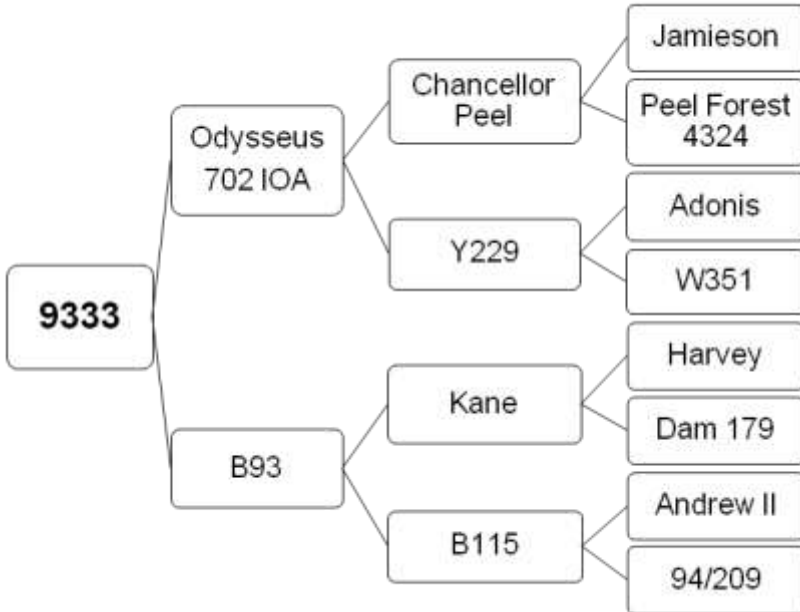 Jamieson
Chancellor
Peel
Peel Forest
4324
Odysseus
702 IOA
Adonis
Y229
W351
9333
Harvey
Kane
Dam 179
B93
Andrew II
B115
94/209